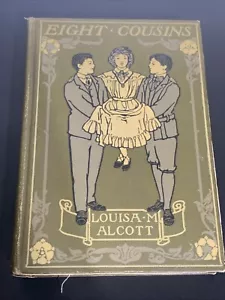 EIGHT · COUSINS
LOUISA · M ·
ALCOTT